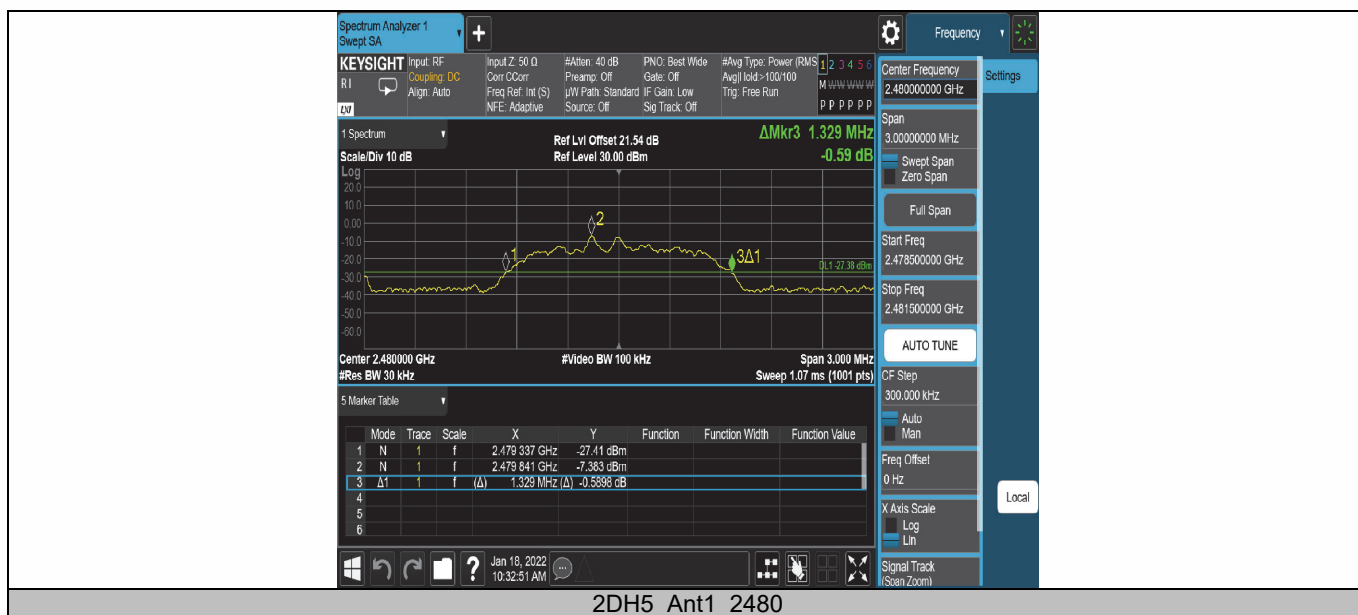 Spectrum Analyzer 1
Swept SA
+
Frequency
KEYSIGHT
RI
LXI
Input: RF
Coupling: DC
Align: Auto
Input Z: 50 Ω
Corr CCorr
Freq Ref: Int (S)
NFE: Adaptive
#Atten: 40 dB
Preamp: Off
µW Path: Standard
Source: Off
PNO: Best Wide
Gate: Off
IF Gain: Low
Sig Track: Off
#Avg Type: Power (RMS
Avg|Hold:>100/100
Trig: Free Run
1 2 3 4 5 6
M W W W W W
P P P P P P
1 Spectrum
Scale/Div 10 dB
Ref Lvl Offset 21.54 dB
Ref Level 30.00 dBm
ΔMkr3 1.329 MHz
-0.59 dB
Log
20.0
10.0
0.00
-10.0
-20.0
-30.0
-40.0
-50.0
-60.0
1
2
3Δ1
DL1 -27.38 dBm
Center 2.480000 GHz
#Video BW 100 kHz
Span 3.000 MHz
#Res BW 30 kHz
Sweep 1.07 ms (1001 pts)
5 Marker Table
Mode Trace Scale X Y Function Function Width Function Value
1 N 1 f 2.479 337 GHz -27.41 dBm
2 N 1 f 2.479 841 GHz -7.383 dBm
3 Δ1 1 f (Δ) 1.329 MHz (Δ) -0.5898 dB
4
5
6
?
Jan 18, 2022
10:32:51 AM
Center Frequency
2.480000000 GHz
Settings
Span
3.00000000 MHz
Swept Span
Zero Span
Full Span
Start Freq
2.478500000 GHz
Stop Freq
2.481500000 GHz
AUTO TUNE
CF Step
300.000 kHz
Auto
Man
Freq Offset
0 Hz
X Axis Scale
Log
Lin
Local
Signal Track
(Span Zoom)
2DH5_Ant1_2480